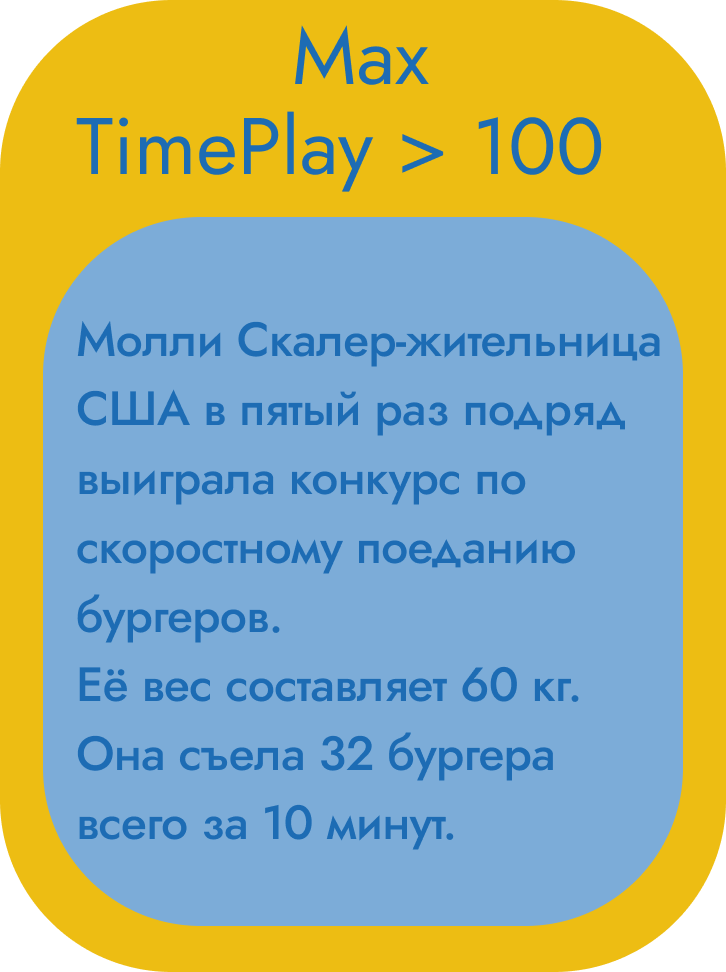 Max
TimePlay > 100
Молли Скалер-жительница
США в пятый раз подряд
выиграла конкурс по
скоростному поеданию
бургеров.
Её вес составляет 60 кг.
Она съела 32 бургера
всего за 10 минут.